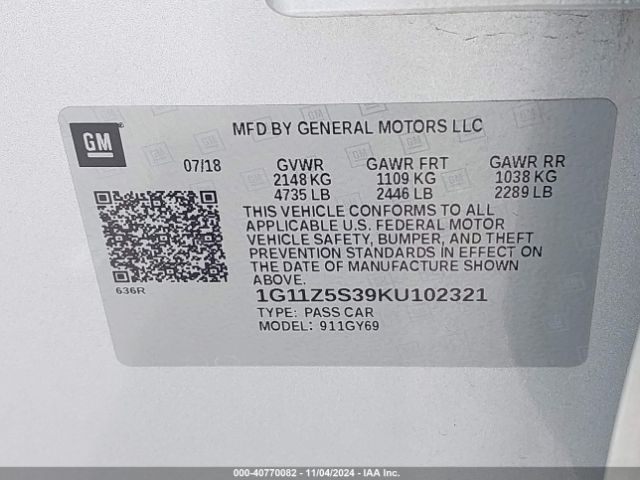 GM
MFD BY GENERAL MOTORS LLC
07/18 GVWR GAWR FRT GAWR RR
2148 KG 1109 KG 1038 KG
4735 LB 2446 LB 2289 LB
THIS VEHICLE CONFORMS TO ALL
APPLICABLE U.S. FEDERAL MOTOR
VEHICLE SAFETY, BUMPER, AND THEFT
PREVENTION STANDARDS IN EFFECT ON
THE DATE OF MANUFACTURE SHOWN
ABOVE.
636R
1G11Z5S39KU102321
TYPE: PASS CAR
MODEL: 911GY69
000-40770082 - 11/04/2024 - IAA Inc.